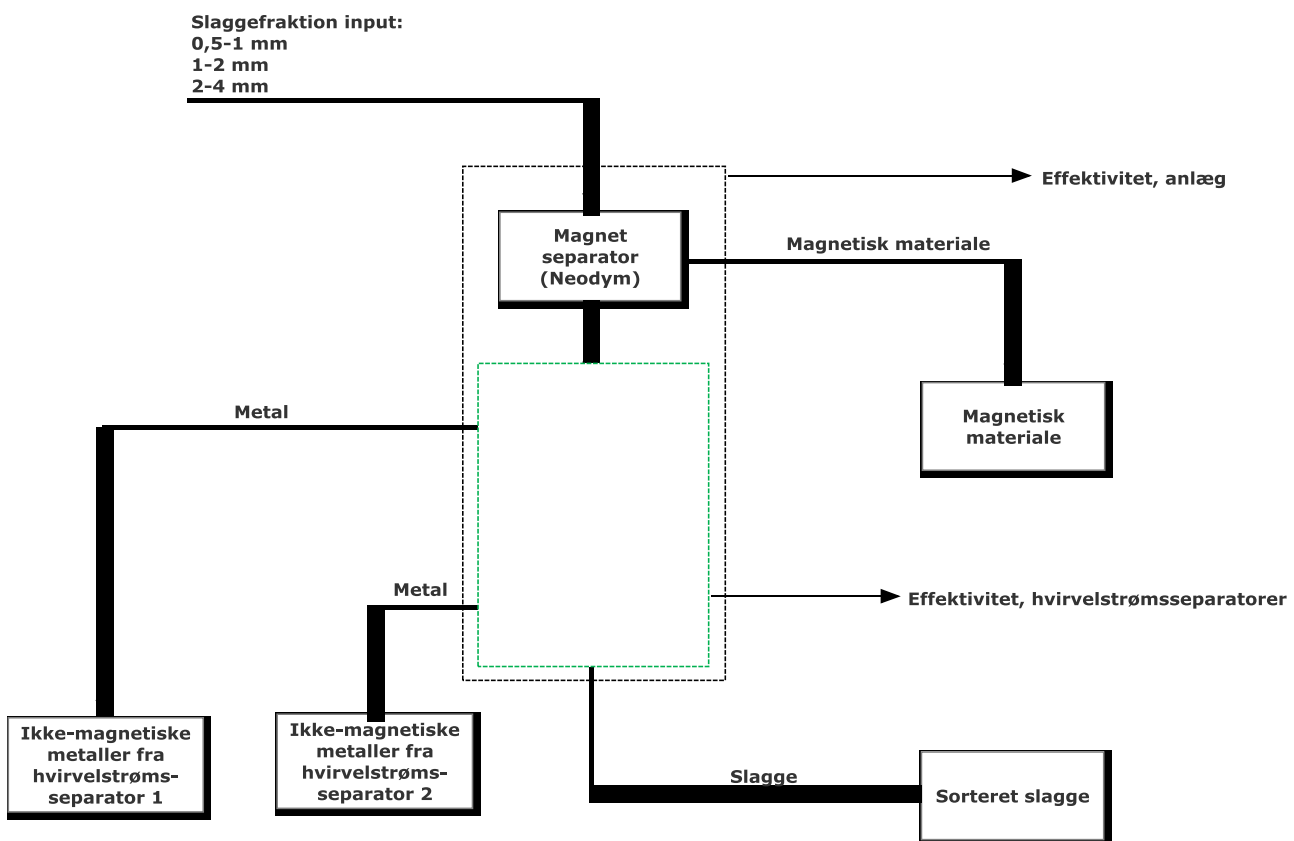 Slaggefraktion input:
0,5-1 mm
1-2 mm
2-4 mm
Effektivitet, anlæg
Magnet
separator
(Neodym)
Magnetisk materiale
Magnetisk
materiale
Metal
Metal
Effektivitet, hvirvelstrømsseparatorer
Ikke-magnetiske
metaller fra
hvirvelstrøms-
separator 1
Ikke-magnetiske
metaller fra
hvirvelstrøms-
separator 2
Slagge
Sorteret slagge